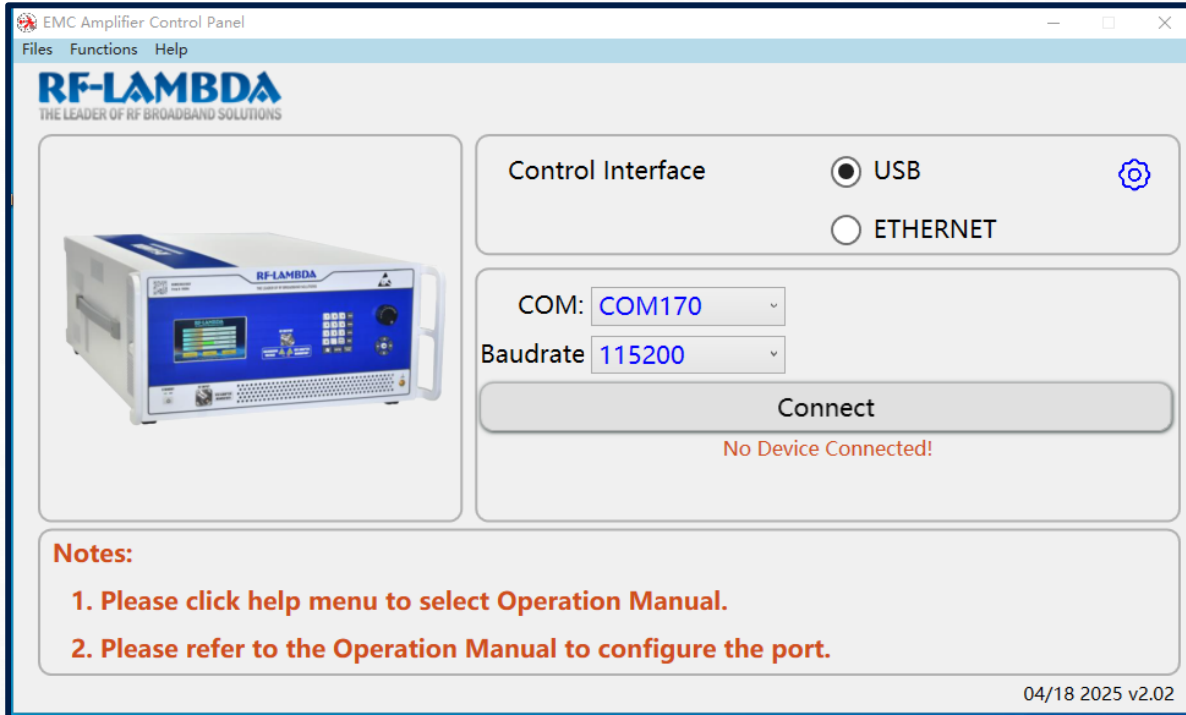 EMC Amplifier Control Panel
Files Functions Help
RF-LAMBDA
THE LEADER OF RF BROADBAND SOLUTIONS
RF-LAMBDA
Control Interface
USB
ETHERNET
COM: COM170
Baudrate 115200
Connect
No Device Connected!
Notes:
1. Please click help menu to select Operation Manual.
2. Please refer to the Operation Manual to configure the port.
04/18 2025 v2.02